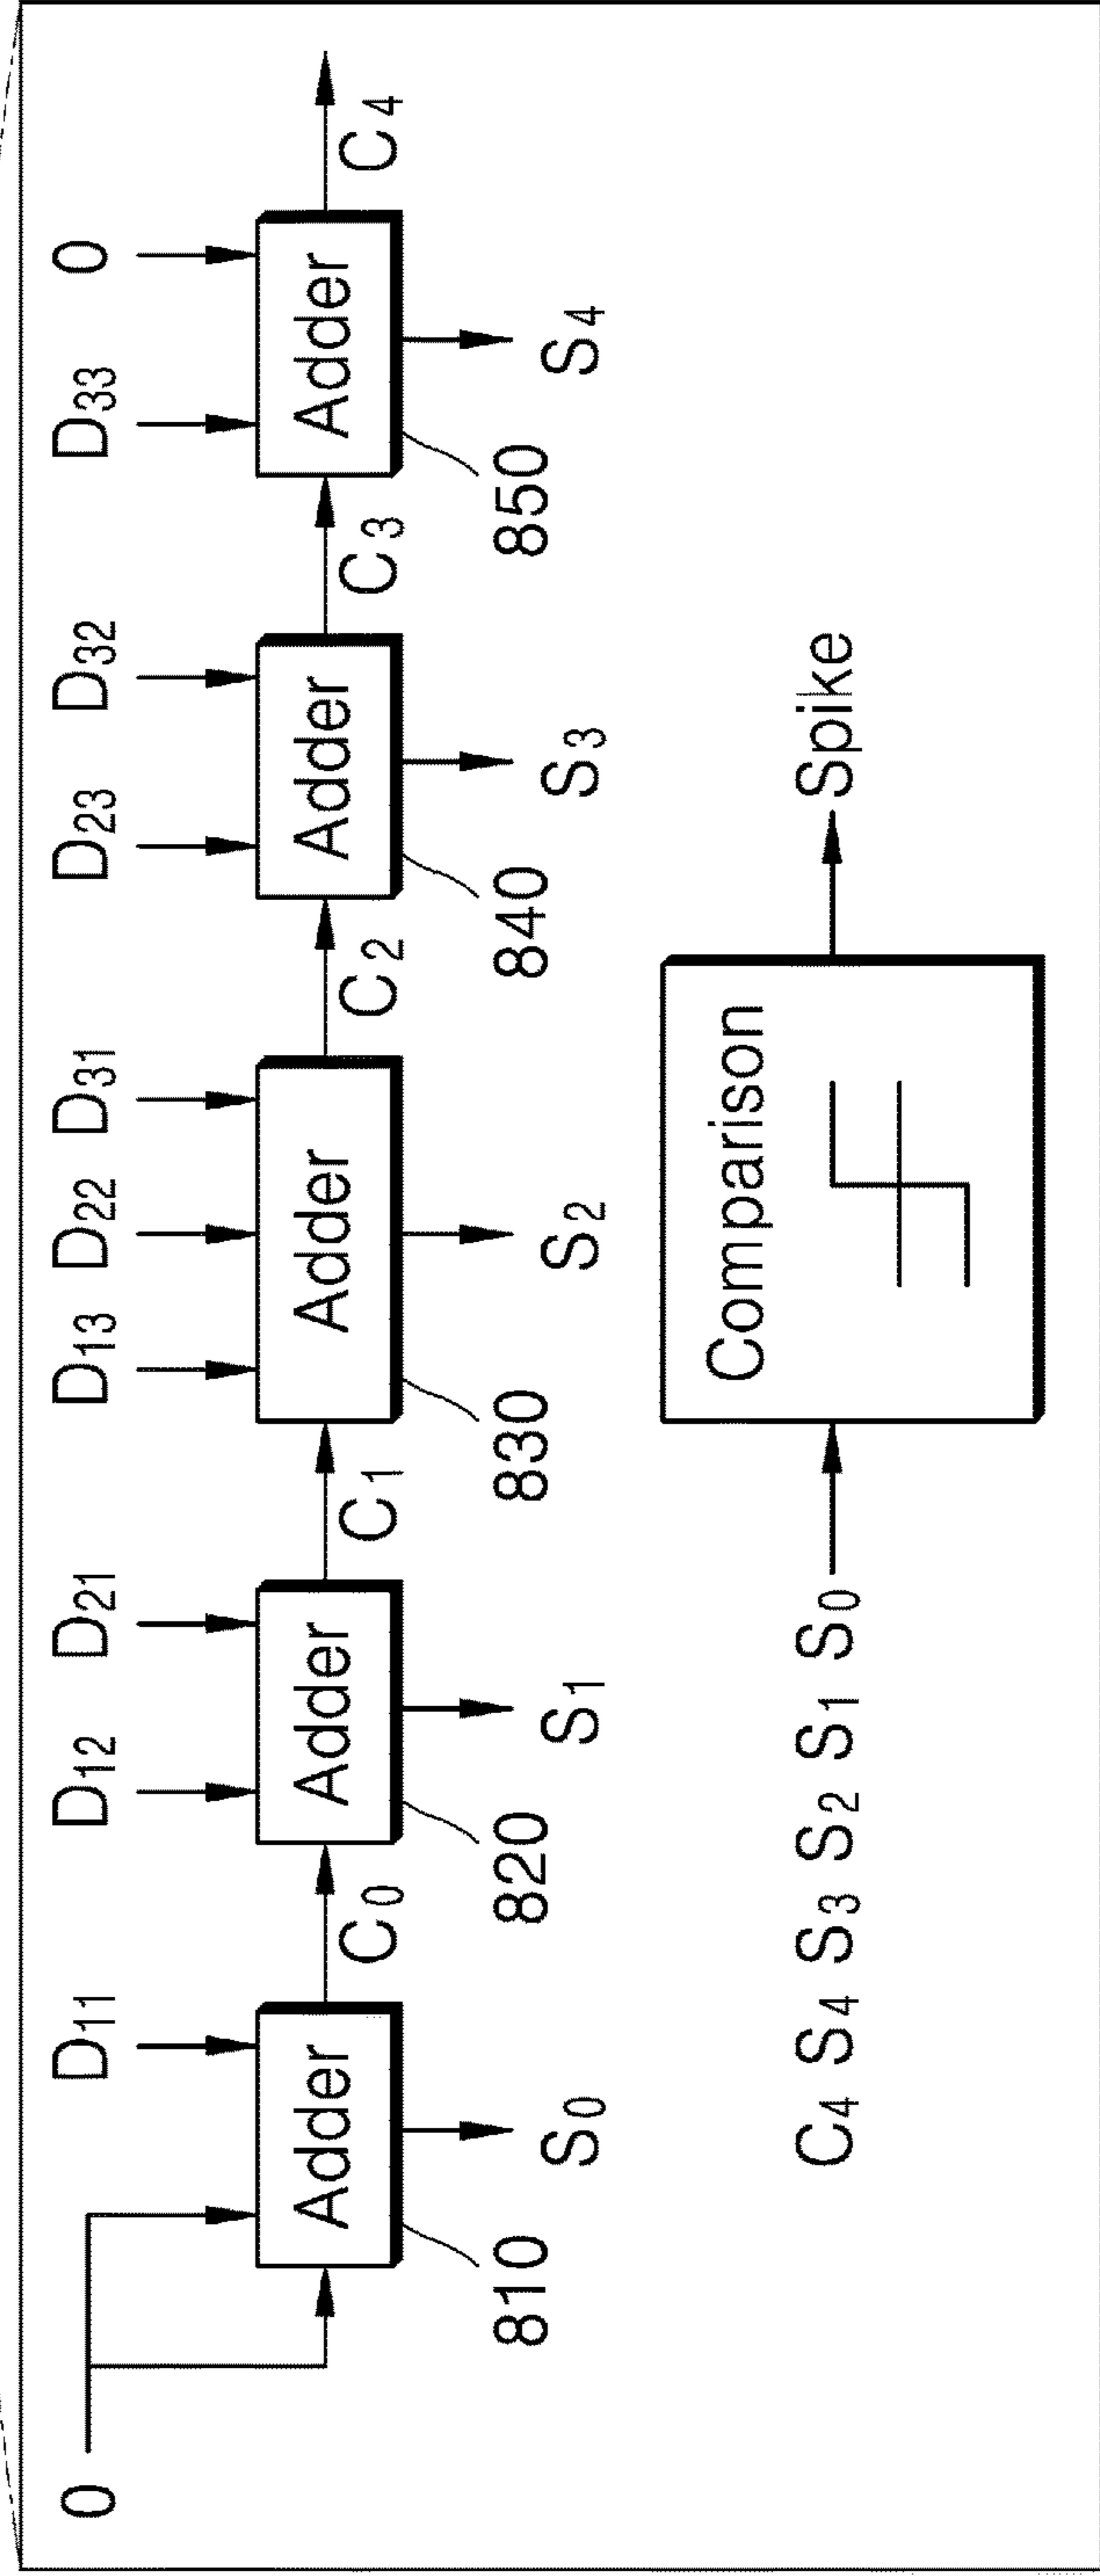 0 D₁₁ D₁₂ D₂₁ D₁₃ D₂₂ D₃₁ D₂₃ D₃₂ D₃₃ 0
Adder C₀ Adder C₁ Adder C₂ Adder C₃ Adder C₄
810 820 830 840 850
S₀ S₁ S₂ S₃ S₄
Comparison
C₄ S₄ S₃ S₂ S₁ S₀ Spike